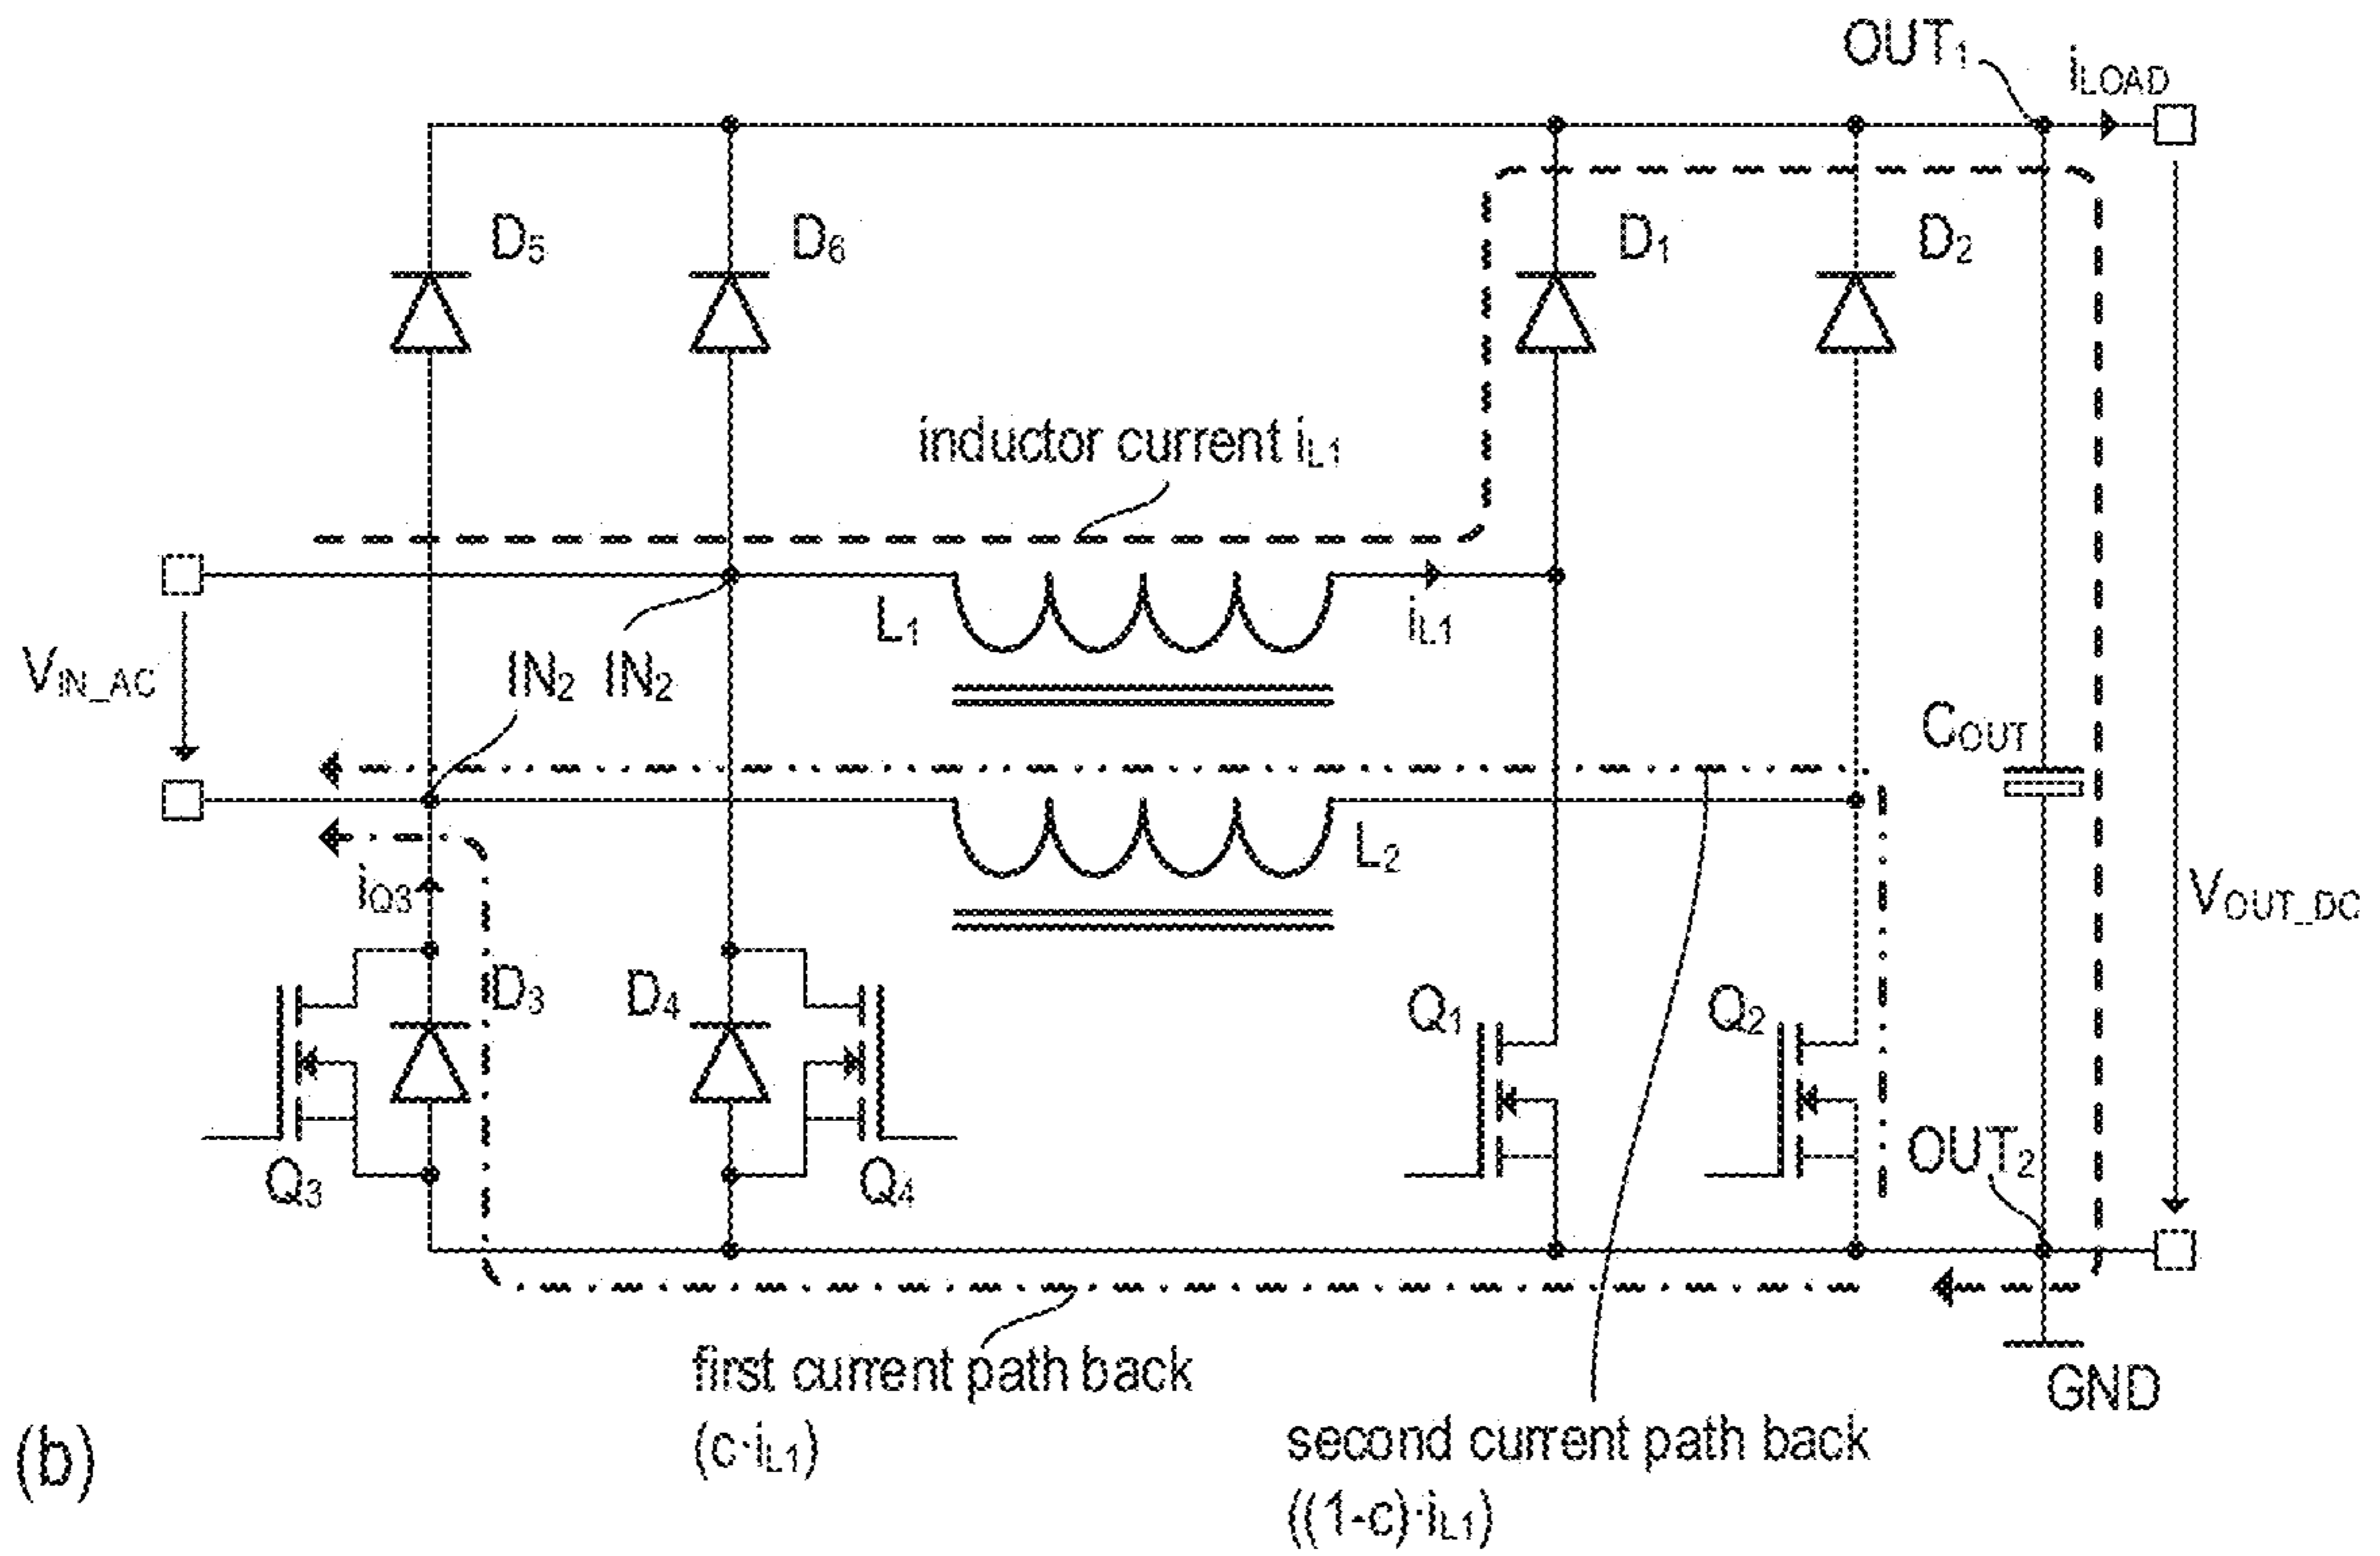 OUT1
iLOAD
D5
D6
D1
D2
inductor current iL1
L1
iL1
VIN_AC
IN2 IN2
COUT
L2
iQ3
VOUT_DC
D3
D4
Q1
Q2
Q3
Q4
OUT2
first current path back
(c·iL1)
GND
second current path back
((1-c)·iL1)
(b)